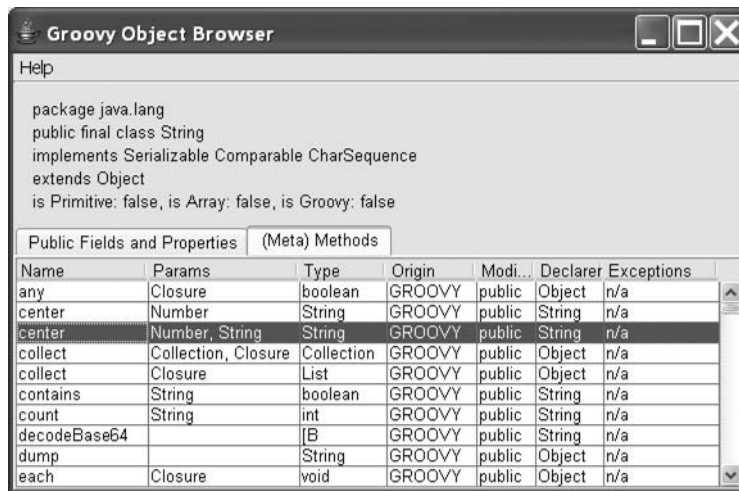 Groovy Object Browser
Help
package java.lang
public final class String
implements Serializable Comparable CharSequence
extends Object
is Primitive: false, is Array: false, is Groovy: false
Public Fields and Properties (Meta) Methods
Name Params Type Origin Modi... Declarer Exceptions
any Closure boolean GROOVY public Object n/a
center Number String GROOVY public String n/a
center Number, String String GROOVY public String n/a
collect Collection, Closure Collection GROOVY public Object n/a
collect Closure List GROOVY public Object n/a
contains String boolean GROOVY public String n/a
count String int GROOVY public String n/a
decodeBase64 [B GROOVY public String n/a
dump String GROOVY public Object n/a
each Closure void GROOVY public Object n/a